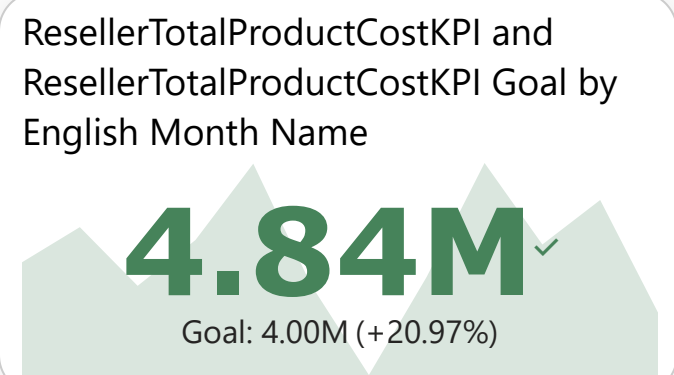 ResellerTotalProductCostKPI and
ResellerTotalProductCostKPI Goal by
English Month Name
4.84M
Goal: 4.00M (+20.97%)